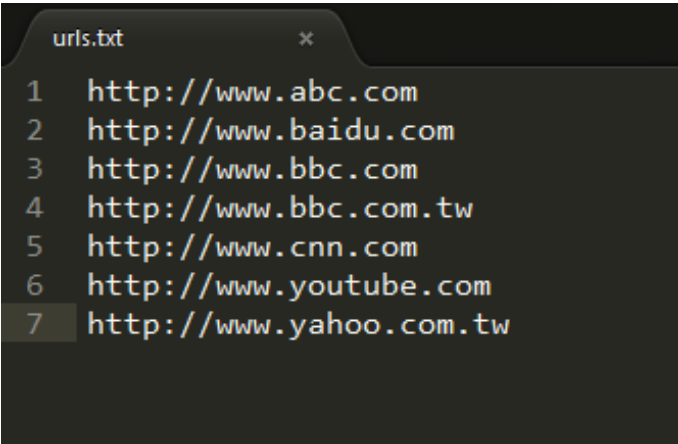 urls.txt ×
1 http://www.abc.com
2 http://www.baidu.com
3 http://www.bbc.com
4 http://www.bbc.com.tw
5 http://www.cnn.com
6 http://www.youtube.com
7 http://www.yahoo.com.tw